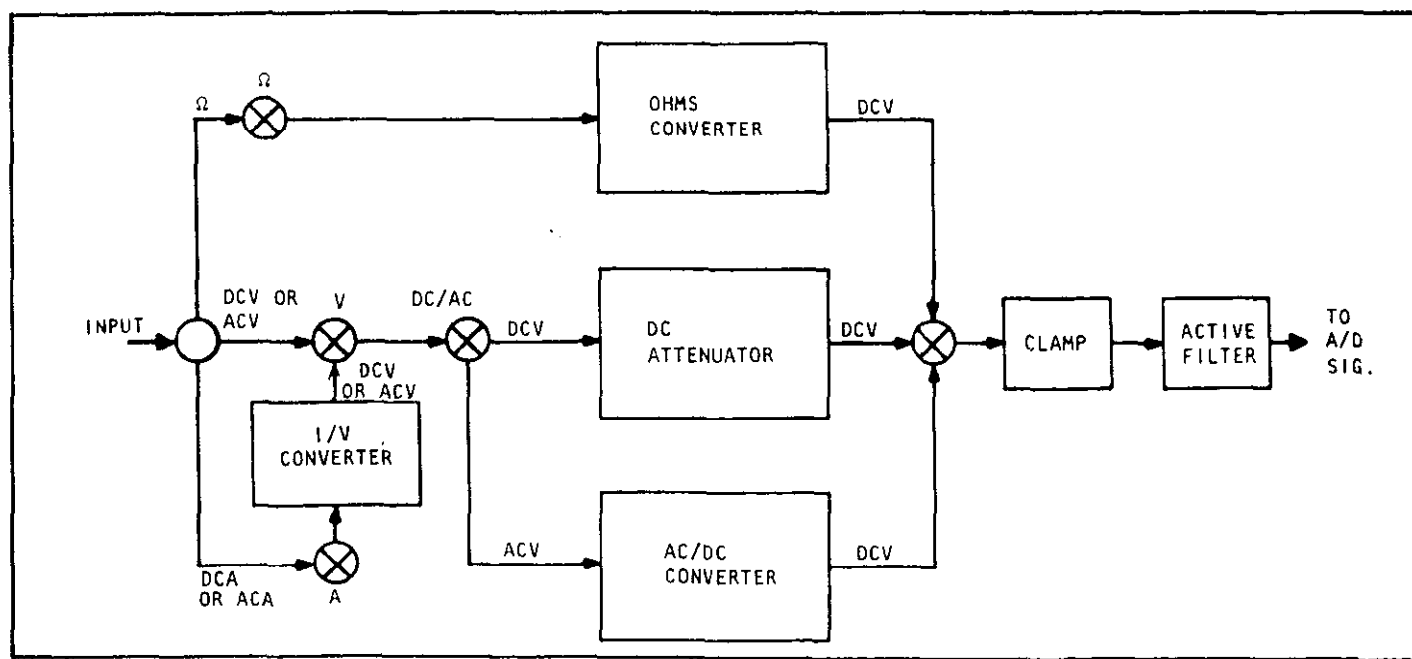 Ω
Ω
OHMS
CONVERTER
DCV
INPUT
DCV OR
ACV
V
DC/AC
DCV
DC
ATTENUATOR
DCV
CLAMP
ACTIVE
FILTER
TO
A/D
SIG.
DCV
OR ACV
I/V
CONVERTER
DCA
OR ACA
A
ACV
AC/DC
CONVERTER
DCV